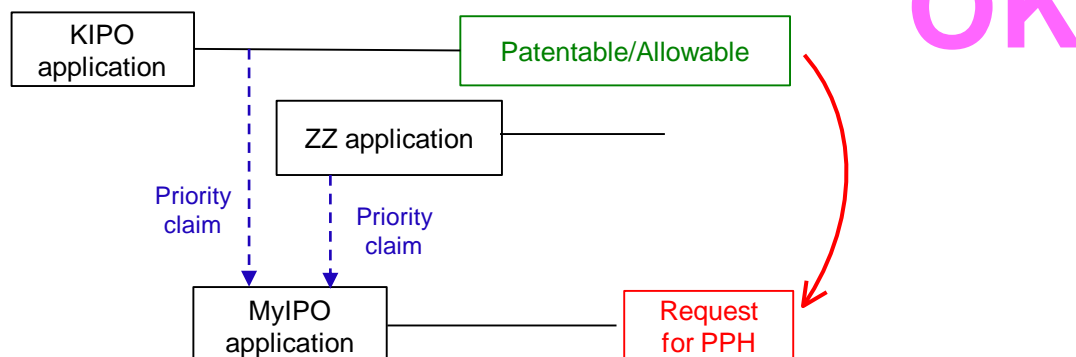 OK
KIPO
application
Patentable/Allowable
ZZ application
Priority
claim
Priority
claim
MyIPO
application
Request
for PPH